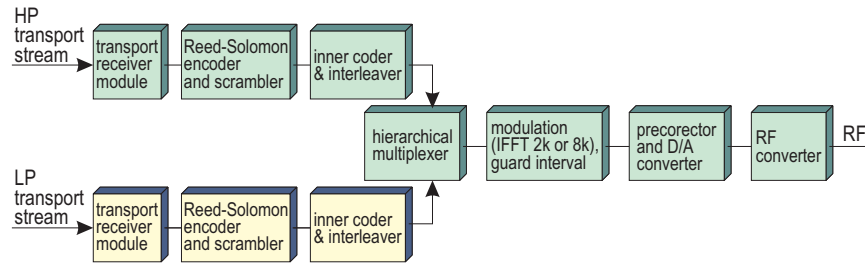 HP
transport
stream
transport
receiver
module
Reed-Solomon
encoder
and scrambler
inner coder
& interleaver
hierarchical
multiplexer
modulation
(IFFT 2k or 8k),
guard interval
precorector
and D/A
converter
RF
converter
RF
LP
transport
stream
transport
receiver
module
Reed-Solomon
encoder
and scrambler
inner coder
& interleaver